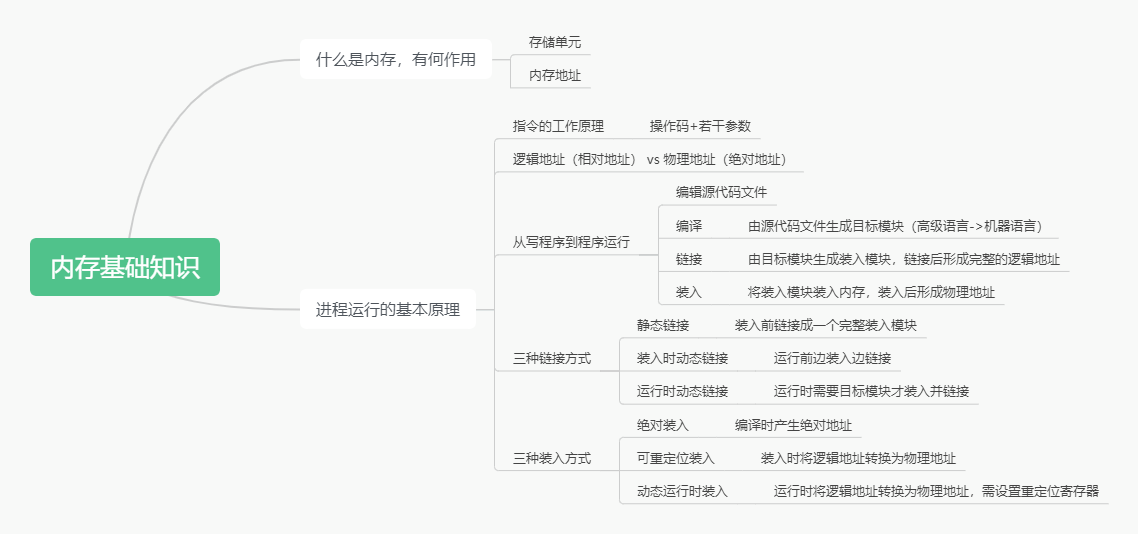 内存基础知识
什么是内存，有何作用
存储单元
内存地址
进程运行的基本原理
指令的工作原理
操作码+若干参数
逻辑地址（相对地址） vs 物理地址（绝对地址）
从写程序到程序运行
编辑源代码文件
编译
由源代码文件生成目标模块（高级语言->机器语言）
链接
由目标模块生成装入模块，链接后形成完整的逻辑地址
装入
将装入模块装入内存，装入后形成物理地址
三种链接方式
静态链接
装入前链接成一个完整装入模块
装入时动态链接
运行前边装入边链接
运行时动态链接
运行时需要目标模块才装入并链接
三种装入方式
绝对装入
编译时产生绝对地址
可重定位装入
装入时将逻辑地址转换为物理地址
动态运行时装入
运行时将逻辑地址转换为物理地址，需设置重定位寄存器